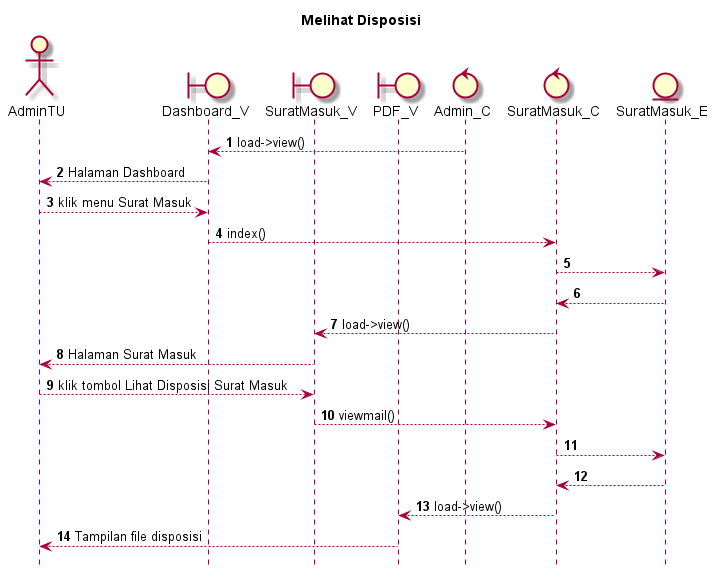 Melihat Disposisi
AdminTU
Dashboard_V
SuratMasuk_V
PDF_V
Admin_C
SuratMasuk_C
SuratMasuk_E
1 load->view()
2 Halaman Dashboard
3 klik menu Surat Masuk
4 index()
5
6
7 load->view()
8 Halaman Surat Masuk
9 klik tombol Lihat Disposisi Surat Masuk
10 viewmail()
11
12
13 load->view()
14 Tampilan file disposisi